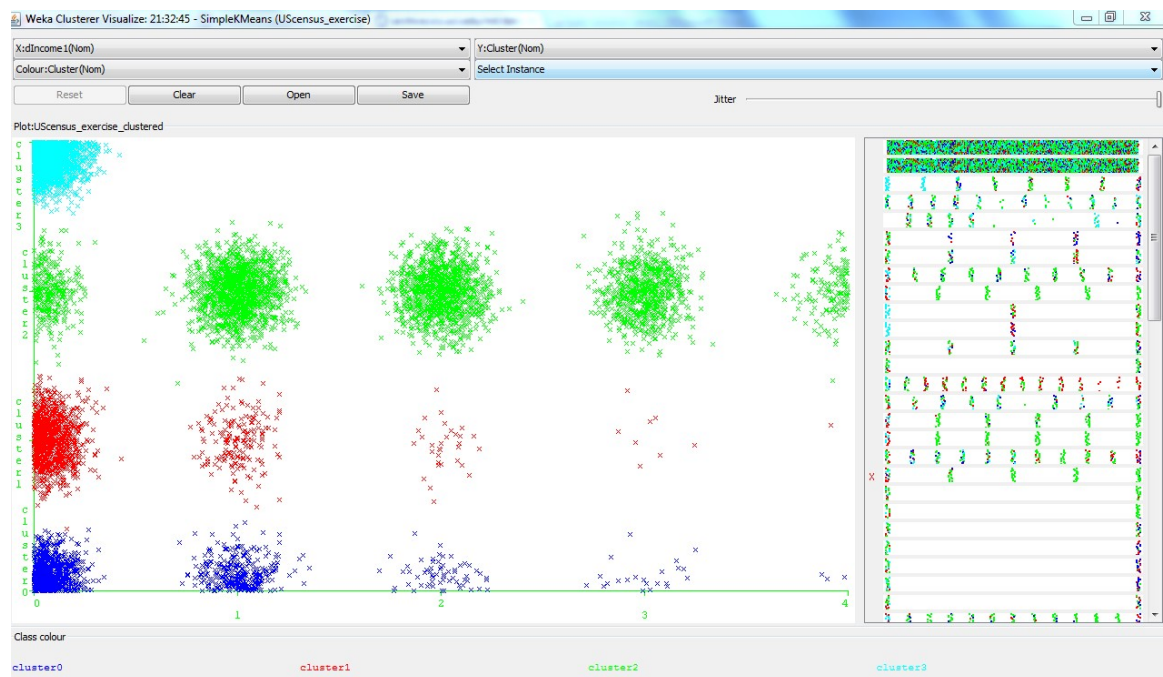 Weka Clusterer Visualize: 21:32:45 - SimpleKMeans (UScensus_exercise)
X:dIncome1(Nom)
Y:Cluster(Nom)
Colour:Cluster(Nom)
Select Instance
Reset
Clear
Open
Save
Jitter
Plot:UScensus_exercise_clustered
cluster3
cluster2
cluster1
cluster0
0
1
2
3
4
X
Class colour
cluster0
cluster1
cluster2
cluster3